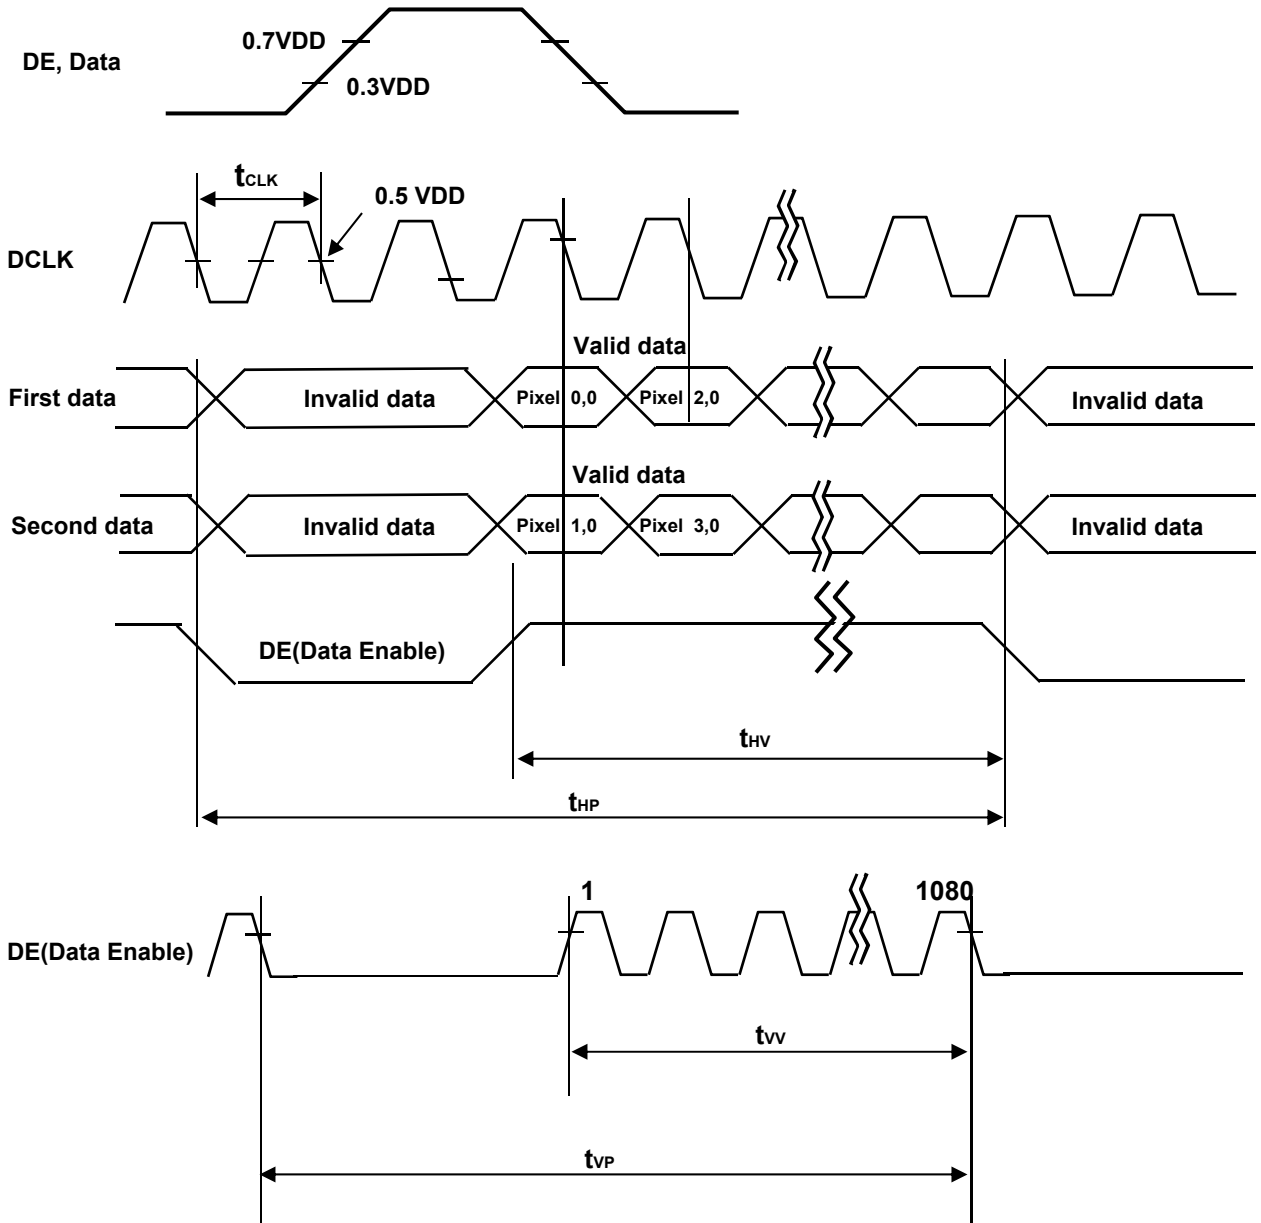 0.7VDD
DE, Data
0.3VDD
tCLK
0.5 VDD
DCLK
Valid data
First data
Invalid data
Pixel 0,0
Pixel 2,0
Invalid data
Valid data
Second data
Invalid data
Pixel 1,0
Pixel 3,0
Invalid data
DE(Data Enable)
tHV
tHP
1
1080
DE(Data Enable)
tVV
tVP